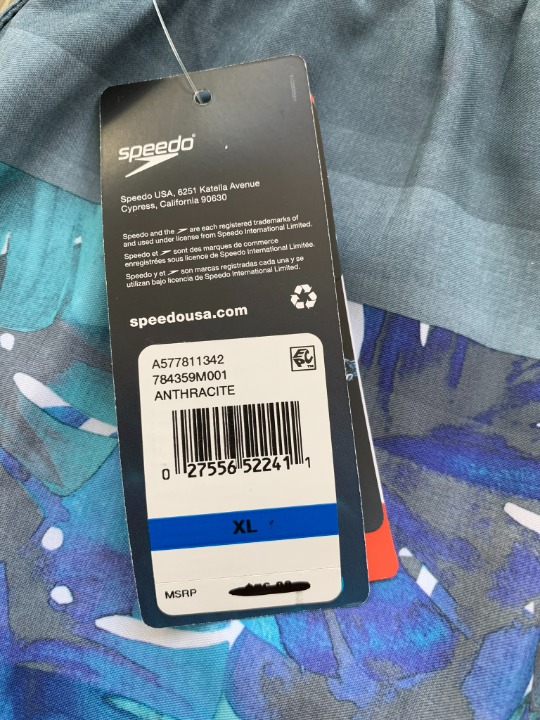 speedo®
Speedo USA, 6251 Katella Avenue
Cypress, California 90630
Speedo and the are each registered trademarks of
and used under license from Speedo International Limited.
Speedo et sont des marques de commerce
enregistrées sous licence de Speedo International Limitée.
Speedo y et son marcas registradas cada una y se
utilizan bajo licencia de Speedo International Limited.
speedousa.com
A577811342
784359M001
ANTHRACITE
0 27556 52241 1
XL
MSRP